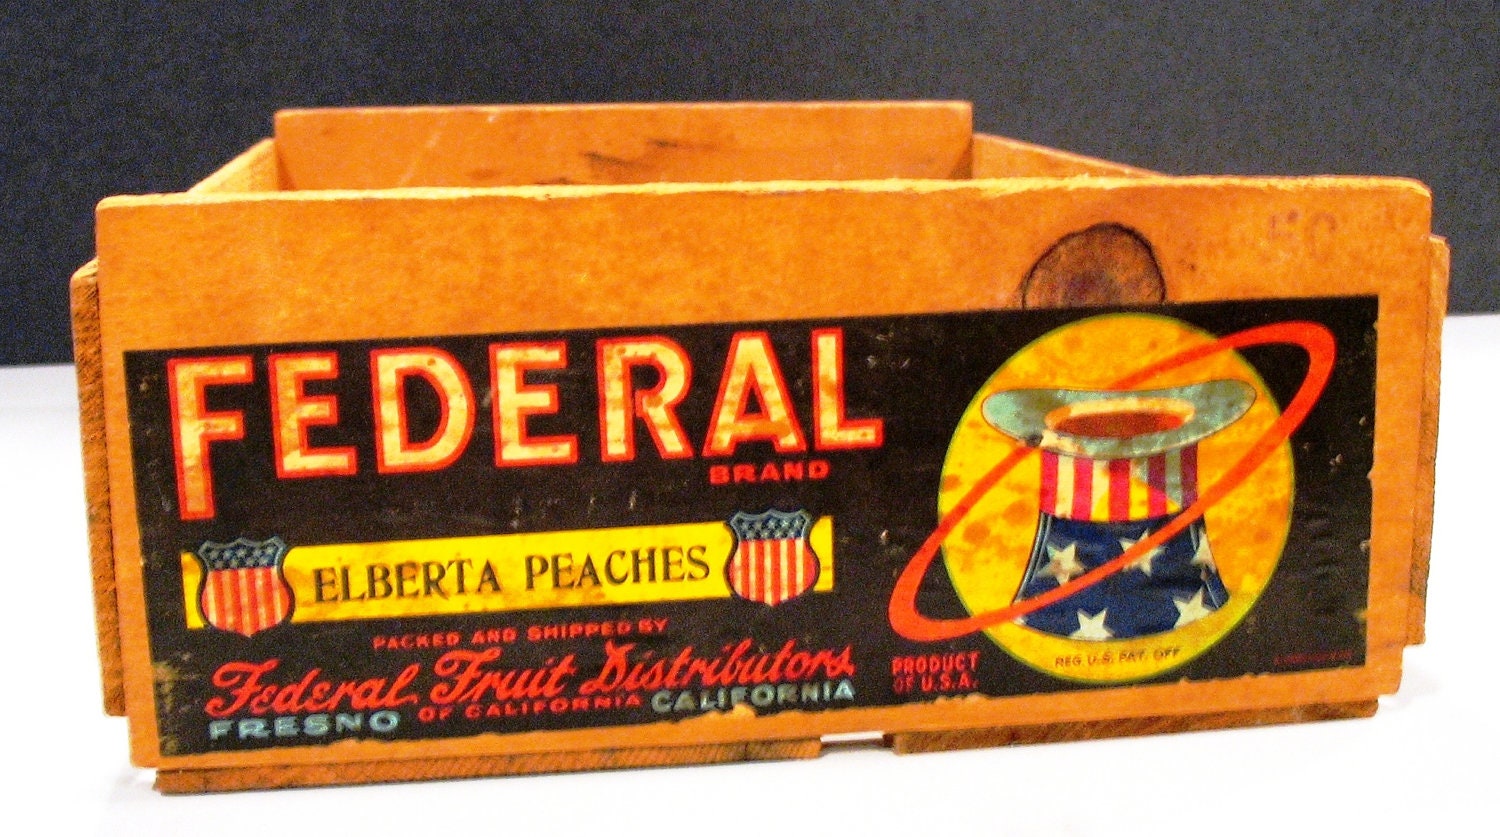 FEDERAL
BRAND
ELBERTA PEACHES
PACKED AND SHIPPED BY
Federal Fruit Distributors
OF CALIFORNIA
FRESNO CALIFORNIA
PRODUCT
OF U.S.A.
REG. U.S. PAT. OFF
50